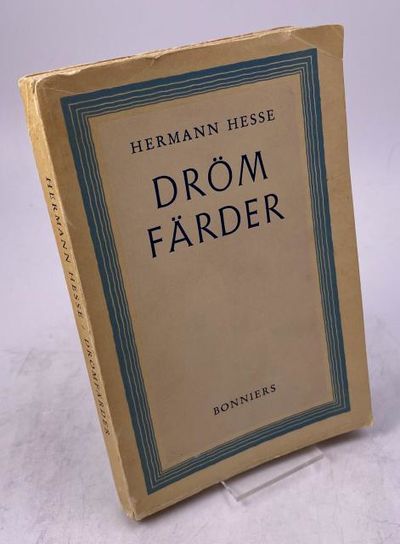 HERMANN HESSE
DRÖM
FÄRDER
BONNIERS
HERMANN HESSE / DRÖMFÄRDER